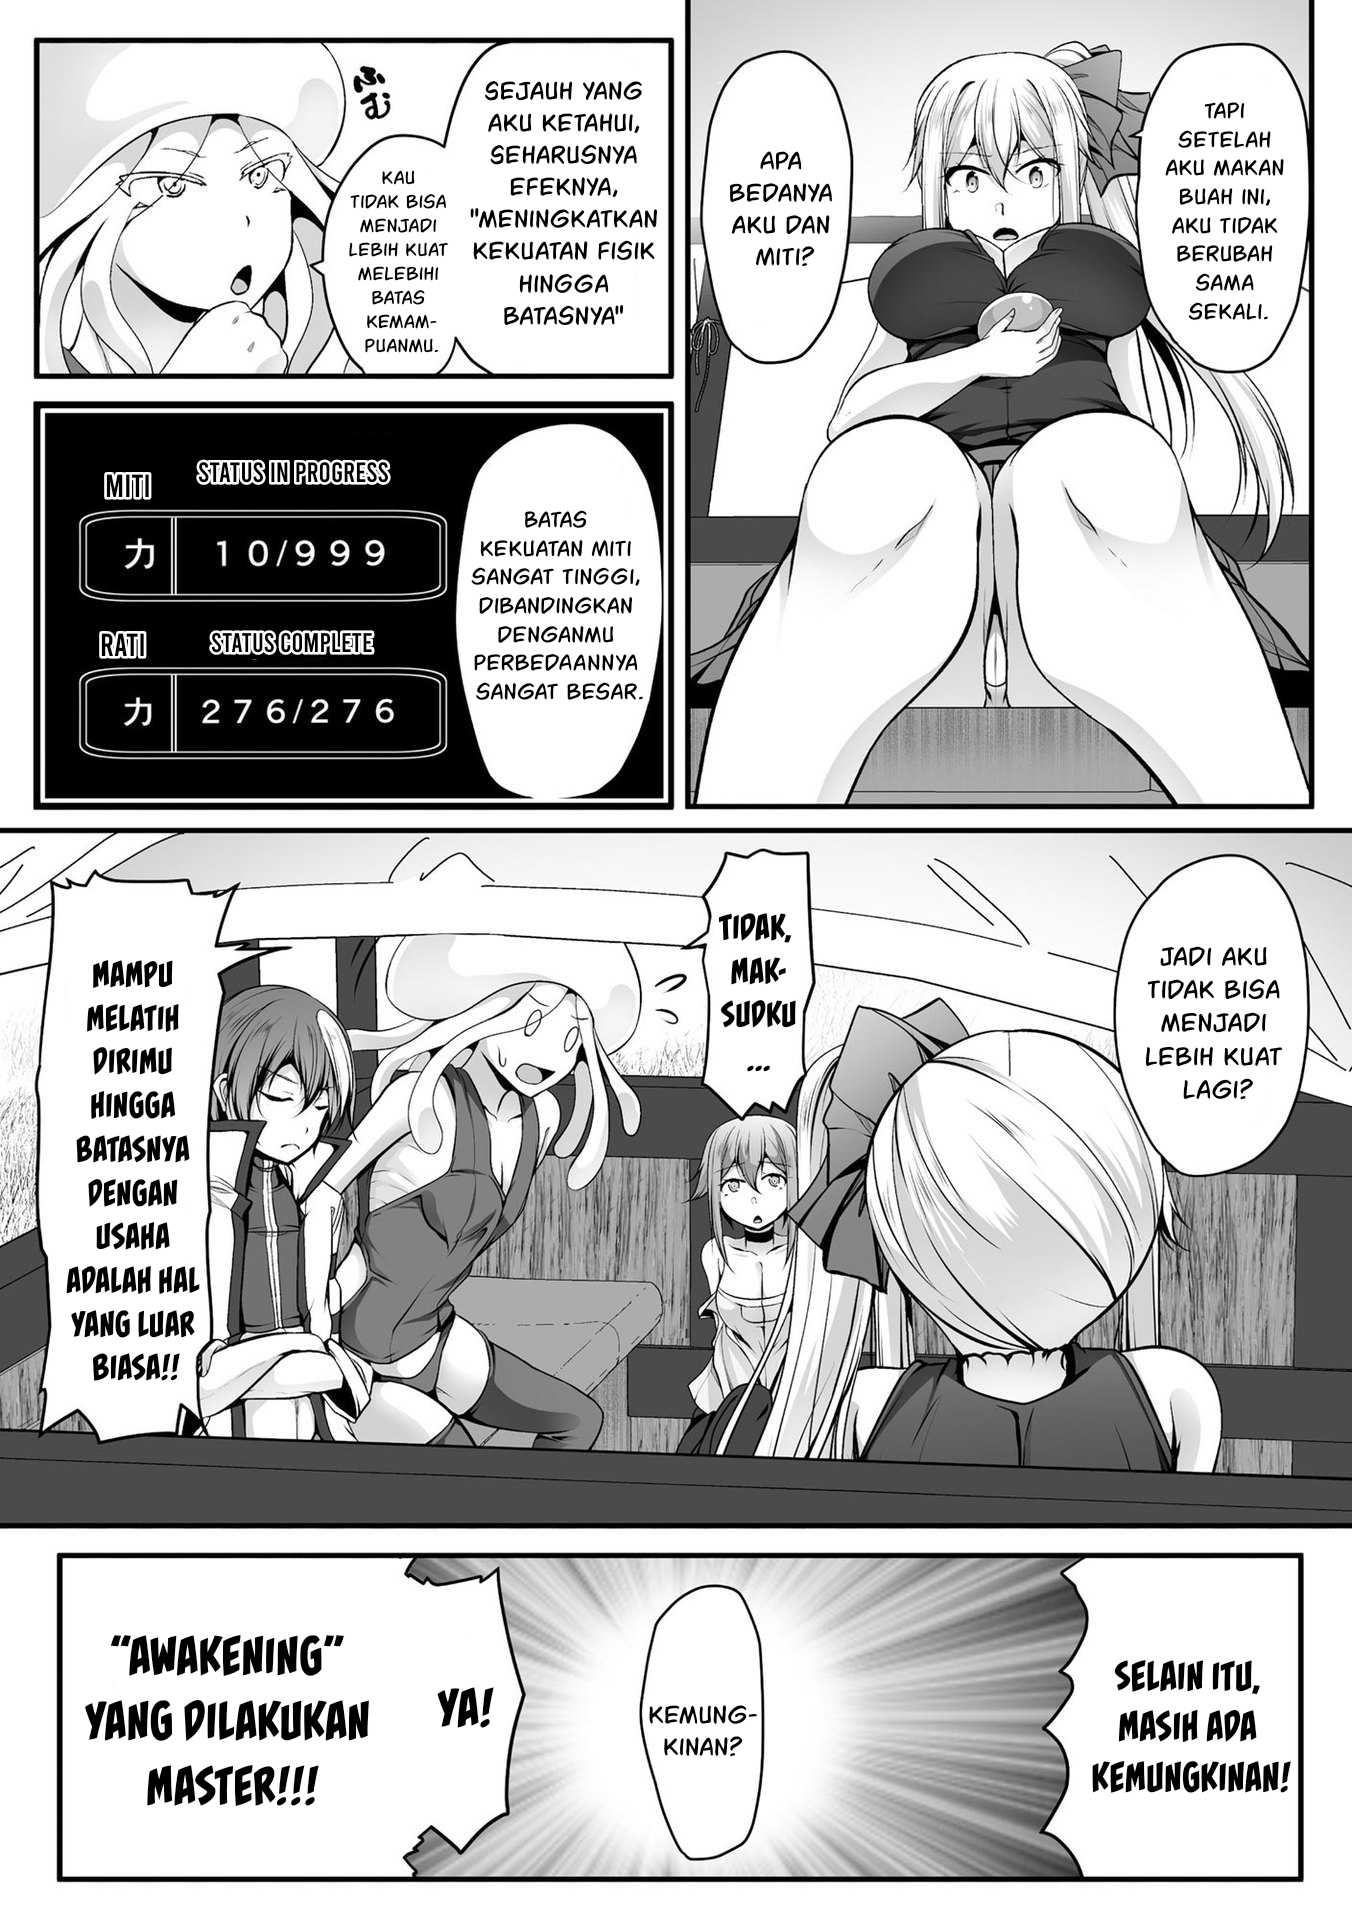 TAPI
SETELAH
AKU MAKAN
BUAH INI,
AKU TIDAK
BERUBAH
SAMA
SEKALI.
APA
BEDANYA
AKU DAN
MITI?
ふむ
SEJAUH YANG
AKU KETAHUI,
SEHARUSNYA
EFEKNYA,
"MENINGKATKAN
KEKUATAN FISIK
HINGGA
BATASNYA"
KAU
TIDAK BISA
MENJADI
LEBIH KUAT
MELEBIHI
BATAS
KEMAM-
PUANMU.
BATAS
KEKUATAN MITI
SANGAT TINGGI,
DIBANDINGKAN
DENGANMU
PERBEDAANNYA
SANGAT BESAR.
MITI
STATUS IN PROGRESS
力 10/999
RATI
STATUS COMPLETE
力 276/276
JADI AKU
TIDAK BISA
MENJADI
LEBIH KUAT
LAGI?
TIDAK,
MAK-
SUDKU
...
MAMPU
MELATIH
DIRIMU
HINGGA
BATASNYA
DENGAN
USAHA
ADALAH HAL
YANG LUAR
BIASA!!
SELAIN ITU,
MASIH ADA
KEMUNGKINAN!
KEMUNG-
KINAN?
YA!
"AWAKENING"
YANG DILAKUKAN
MASTER!!!